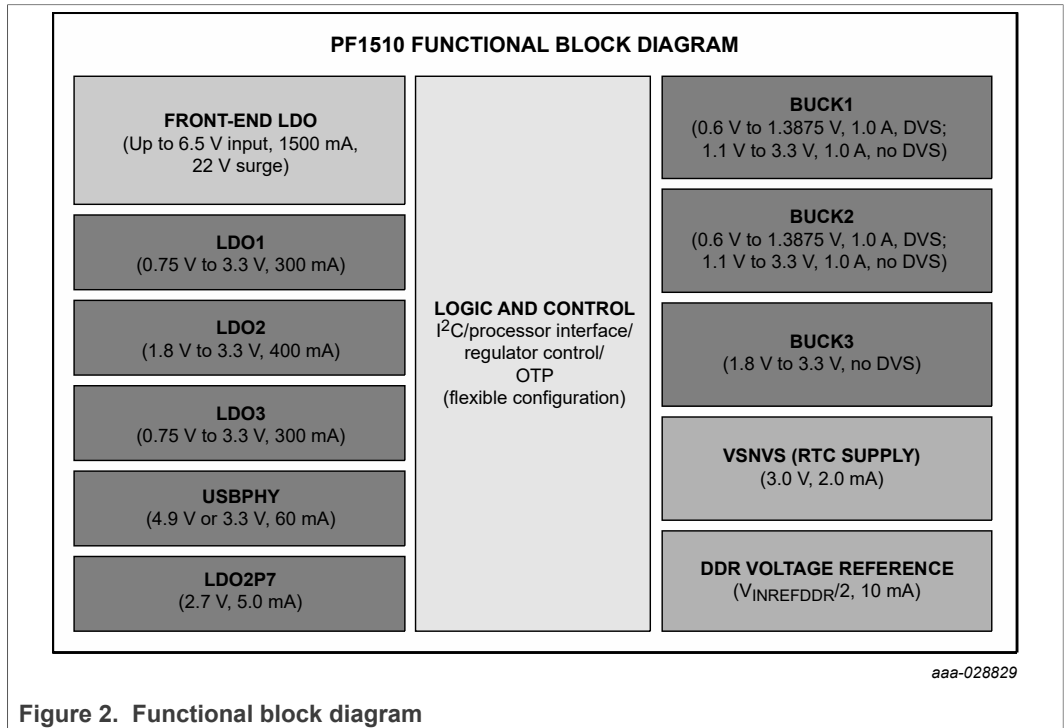 PF1510 FUNCTIONAL BLOCK DIAGRAM
FRONT-END LDO
(Up to 6.5 V input, 1500 mA,
22 V surge)
LDO1
(0.75 V to 3.3 V, 300 mA)
LDO2
(1.8 V to 3.3 V, 400 mA)
LDO3
(0.75 V to 3.3 V, 300 mA)
USBPHY
(4.9 V or 3.3 V, 60 mA)
LDO2P7
(2.7 V, 5.0 mA)
LOGIC AND CONTROL
I2C/processor interface/
regulator control/
OTP
(flexible configuration)
BUCK1
(0.6 V to 1.3875 V, 1.0 A, DVS;
1.1 V to 3.3 V, 1.0 A, no DVS)
BUCK2
(0.6 V to 1.3875 V, 1.0 A, DVS;
1.1 V to 3.3 V, 1.0 A, no DVS)
BUCK3
(1.8 V to 3.3 V, no DVS)
VSNVS (RTC SUPPLY)
(3.0 V, 2.0 mA)
DDR VOLTAGE REFERENCE
(VINREFDDR/2, 10 mA)
aaa-028829
Figure 2. Functional block diagram